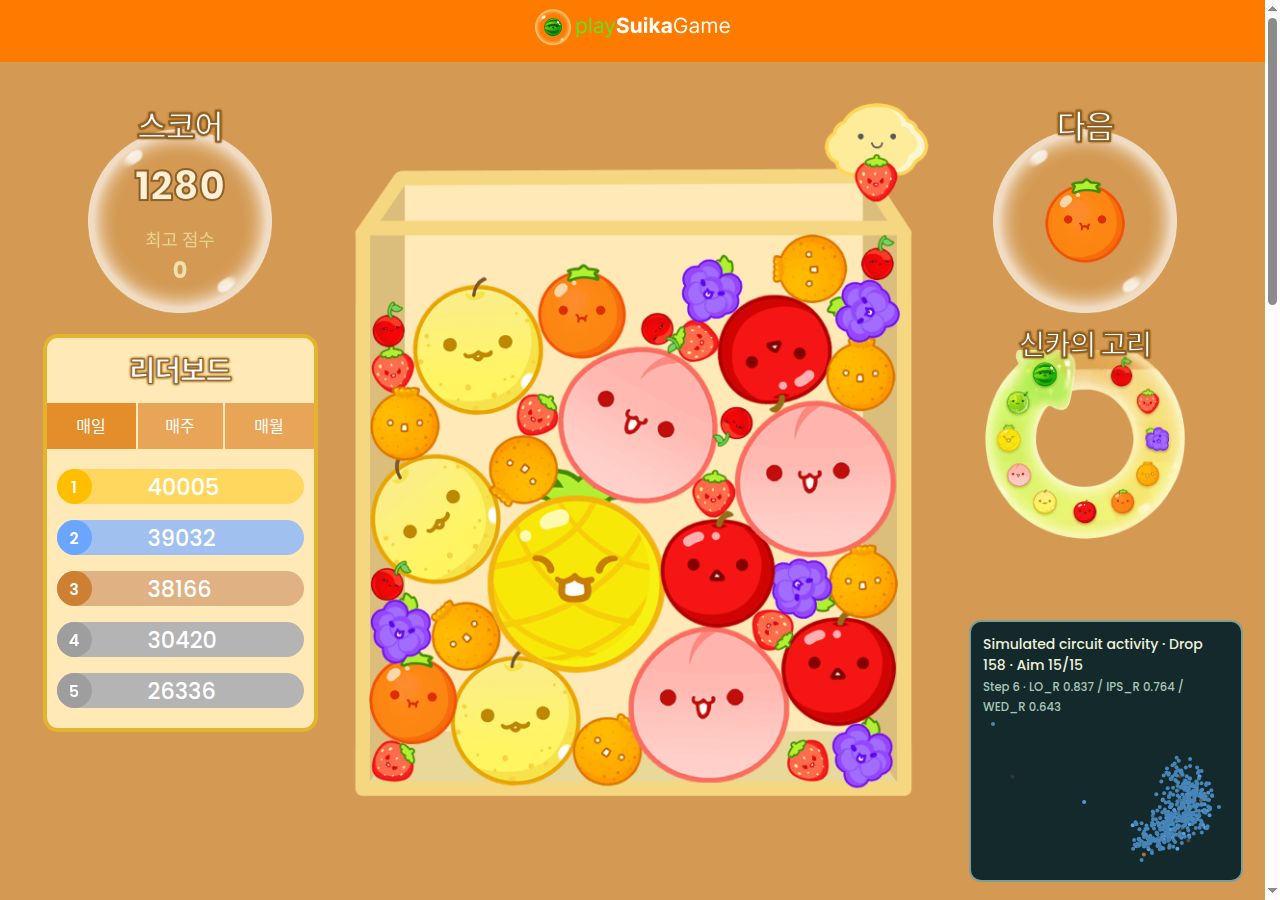 playSuikaGame
스코어
1280
최고 점수
0
다음
리더보드
매일 매주 매월
1 40005
2 39032
3 38166
4 30420
5 26336
신카의 고리
Simulated circuit activity · Drop
158 · Aim 15/15
Step 6 · LO_R 0.837 / IPS_R 0.764 /
WED_R 0.643